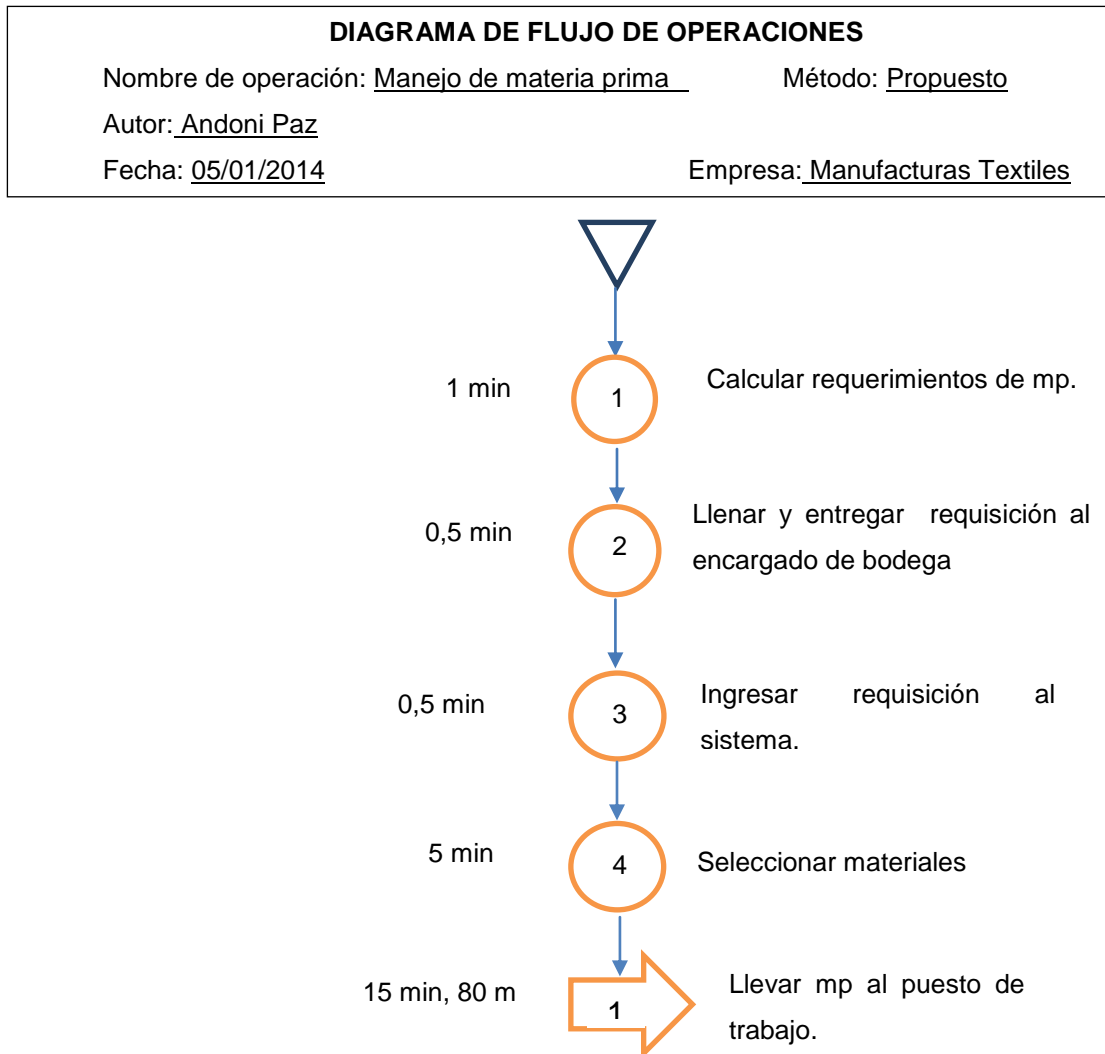 DIAGRAMA DE FLUJO DE OPERACIONES
Nombre de operación: Manejo de materia prima Método: Propuesto
Autor: Andoni Paz
Fecha: 05/01/2014 Empresa: Manufacturas Textiles
1 min 1 Calcular requerimientos de mp.
0,5 min 2 Llenar y entregar requisición al
encargado de bodega
0,5 min 3 Ingresar requisición al
sistema.
5 min 4 Seleccionar materiales
15 min, 80 m 1 Llevar mp al puesto de
trabajo.